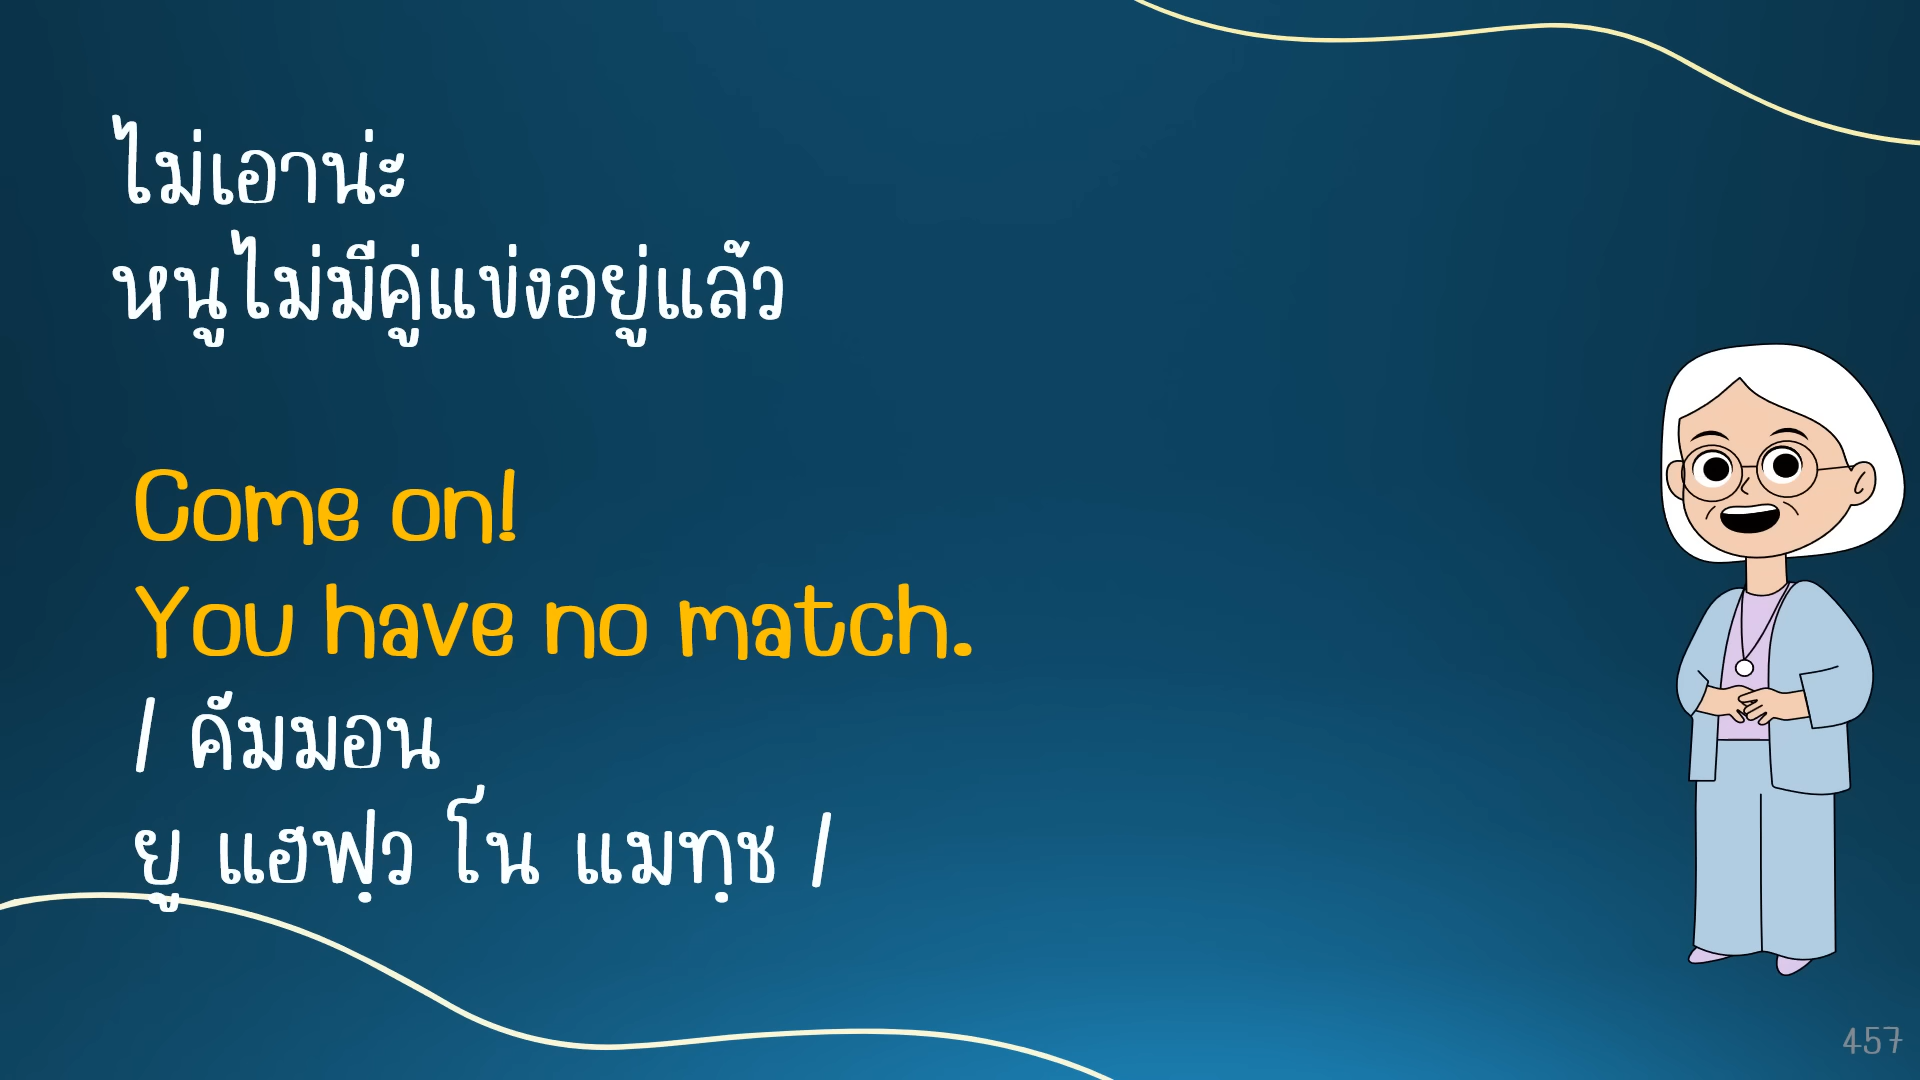 ไม่เอาน่ะ
หนูไม่มีคู่แข่งอยู่แล้ว
Come on!
You have no match.
/ คัมมอน
ยู แฮฟฺว โน แมทฺช /
457